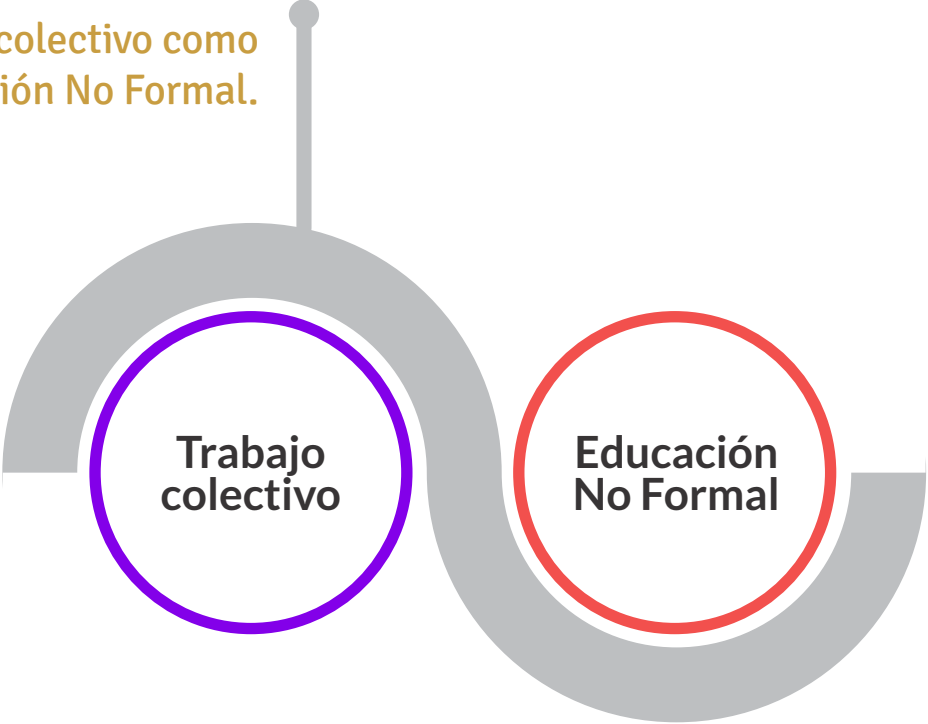 colectivo como
ión No Formal.
Trabajo
colectivo
Educación
No Formal